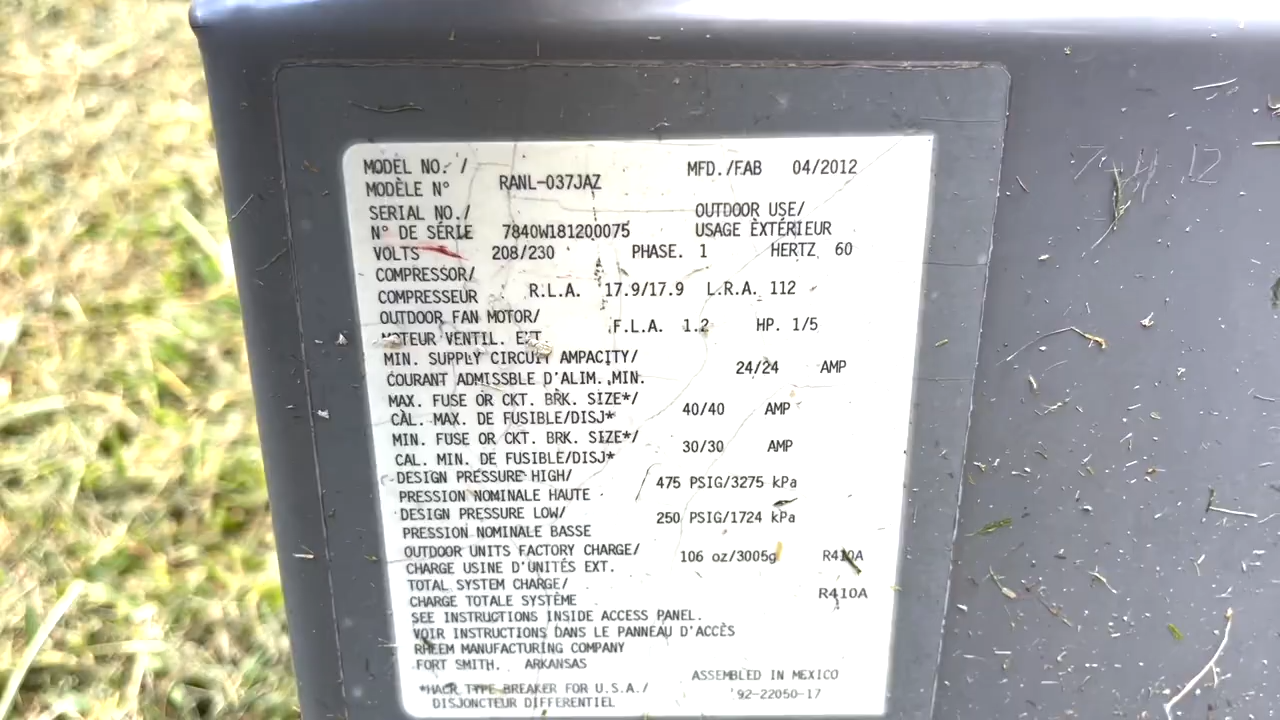 MODEL NO. / MFD./FAB 04/2012
MODÈLE N° RANL-037JAZ
SERIAL NO./ OUTDOOR USE/
N° DE SÉRIE 7840W181200075 USAGE EXTÉRIEUR
VOLTS 208/230 PHASE. 1 HERTZ 60
COMPRESSOR/
COMPRESSEUR R.L.A. 17.9/17.9 L.R.A. 112
OUTDOOR FAN MOTOR/
MOTEUR VENTIL. EXT. F.L.A. 1.2 HP. 1/5
MIN. SUPPLY CIRCUIT AMPACITY/
COURANT ADMISSBLE D'ALIM. MIN. 24/24 AMP
MAX. FUSE OR CKT. BRK. SIZE*/
CAL. MAX. DE FUSIBLE/DISJ* 40/40 AMP
MIN. FUSE OR CKT. BRK. SIZE*/
CAL. MIN. DE FUSIBLE/DISJ* 30/30 AMP
DESIGN PRESSURE HIGH/
PRESSION NOMINALE HAUTE 475 PSIG/3275 kPa
DESIGN PRESSURE LOW/
PRESSION NOMINALE BASSE 250 PSIG/1724 kPa
OUTDOOR UNITS FACTORY CHARGE/
CHARGE USINE D'UNITÉS EXT. 106 oz/3005g R410A
TOTAL SYSTEM CHARGE/
CHARGE TOTALE SYSTÈME R410A
SEE INSTRUCTIONS INSIDE ACCESS PANEL.
VOIR INSTRUCTIONS DANS LE PANNEAU D'ACCÈS
RHEEM MANUFACTURING COMPANY
FORT SMITH, ARKANSAS
ASSEMBLED IN MEXICO
*HACR TYPE BREAKER FOR U.S.A./
DISJONCTEUR DIFFERENTIEL 92-22050-17